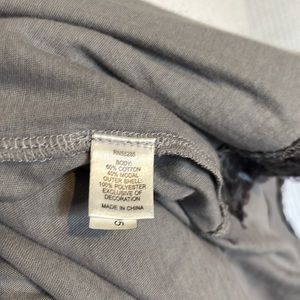 RN55285
BODY:
60% COTTON
40% MODAL
OUTER SHELL:
100% POLYESTER
EXCLUSIVE OF
DECORATION
MADE IN CHINA
S